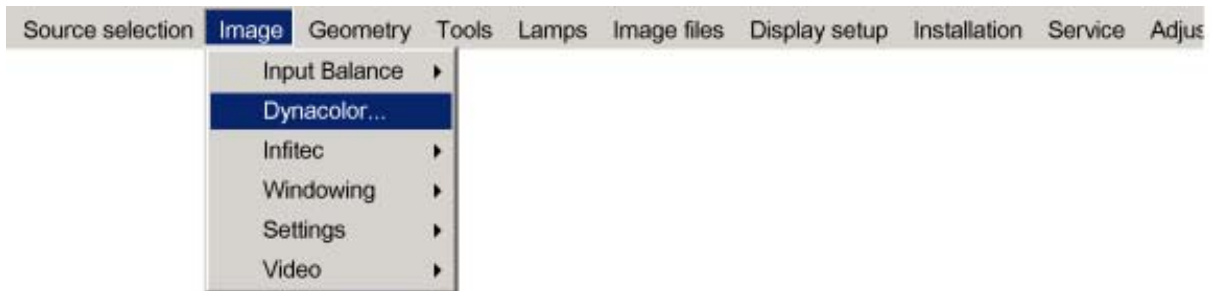 Source selection Image Geometry Tools Lamps Image files Display setup Installation Service Adjus
Input Balance
Dynacolor...
Infitec
Windowing
Settings
Video